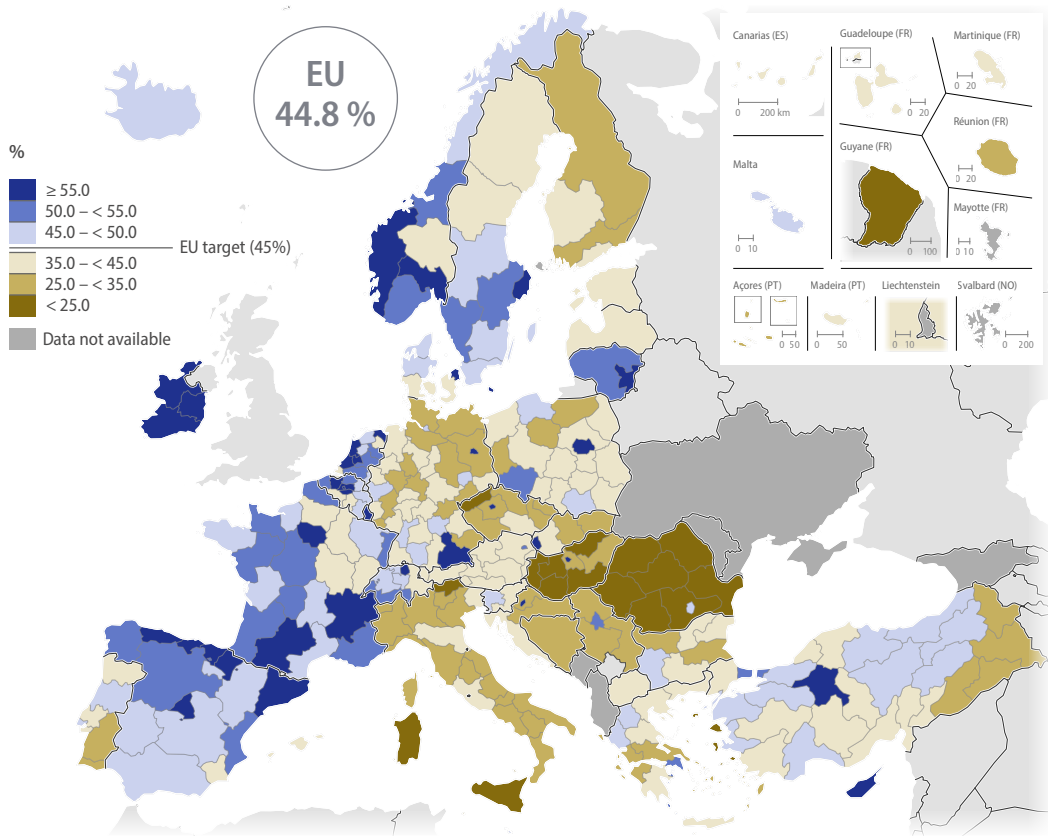 EU
44.8 %
%
≥ 55.0
50.0 – < 55.0
45.0 – < 50.0
EU target (45%)
35.0 – < 45.0
25.0 – < 35.0
< 25.0
Data not available
Canarias (ES)
0 200 km
Guadeloupe (FR)
0 20
Martinique (FR)
0 20
Malta
0 10
Guyane (FR)
0 100
Réunion (FR)
0 20
Mayotte (FR)
0 10
Açores (PT)
0 50
Madeira (PT)
0 50
Liechtenstein
0 10
Svalbard (NO)
0 200